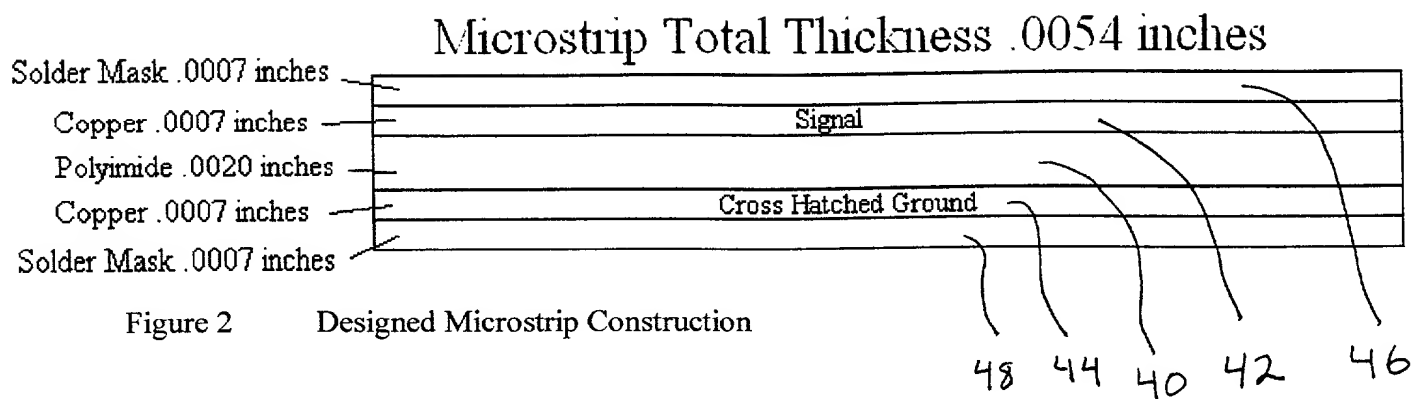 Microstrip Total Thickness .0054 inches
Solder Mask .0007 inches
Copper .0007 inches
Signal
Polyimide .0020 inches
Copper .0007 inches
Cross Hatched Ground
Solder Mask .0007 inches
Figure 2 Designed Microstrip Construction
48 44 40 42 46